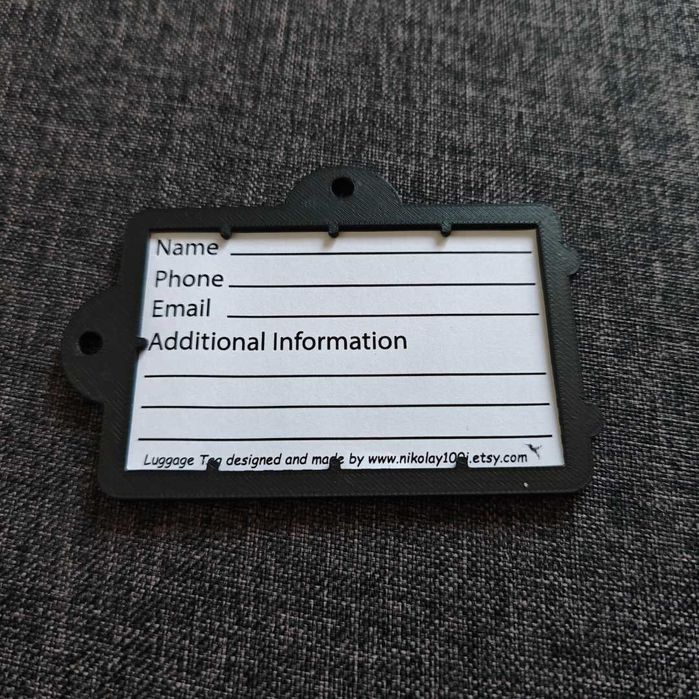 Name
Phone
Email
Additional Information
Luggage Tag designed and made by www.nikolay100i.etsy.com